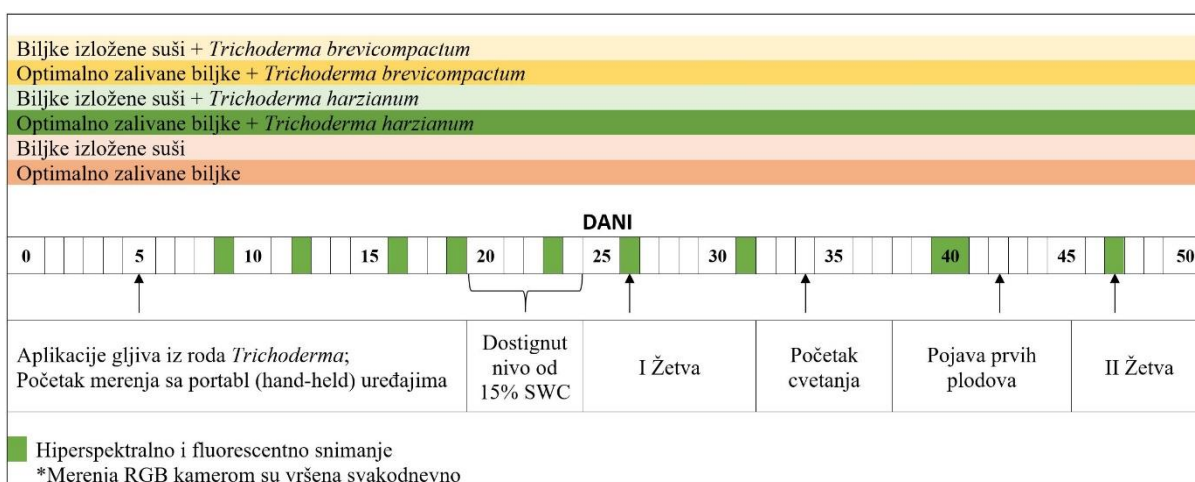 Biljke izložene suši + Trichoderma brevicompactum
Optimalno zalivane biljke + Trichoderma brevicompactum
Biljke izložene suši + Trichoderma harzianum
Optimalno zalivane biljke + Trichoderma harzianum
Biljke izložene suši
Optimalno zalivane biljke
DANI
0 5 10 15 20 25 30 35 40 45 50
Aplikacije gljiva iz roda Trichoderma;
Početak merenja sa portabl (hand-held) uređajima
Dostignut
nivo od
15% SWC
I Žetva
Početak
cvetanja
Pojava prvih
plodova
II Žetva
Hiperspektralno i fluorescentno snimanje
*Merenja RGB kamerom su vršena svakodnevno